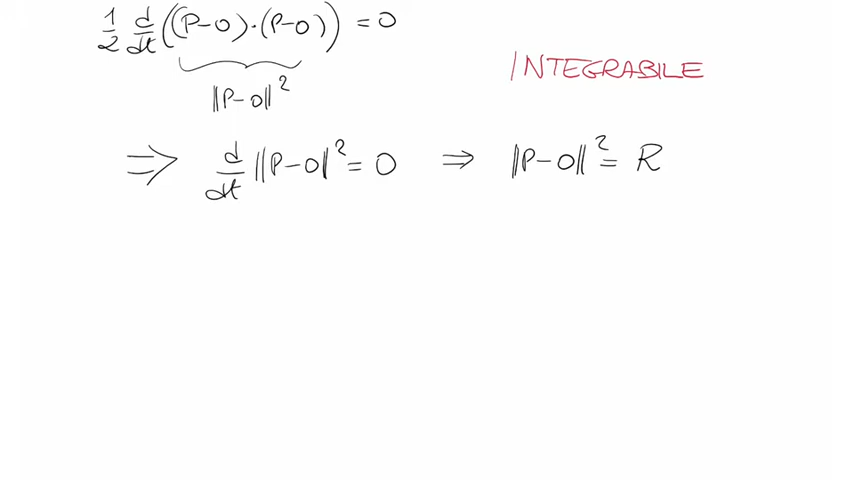 1/2 d/dt ((P-O)·(P-O)) = 0
||P-O||²
INTEGRABILE
⇒ d/dt ||P-O||² = 0 ⇒ ||P-O||² = R